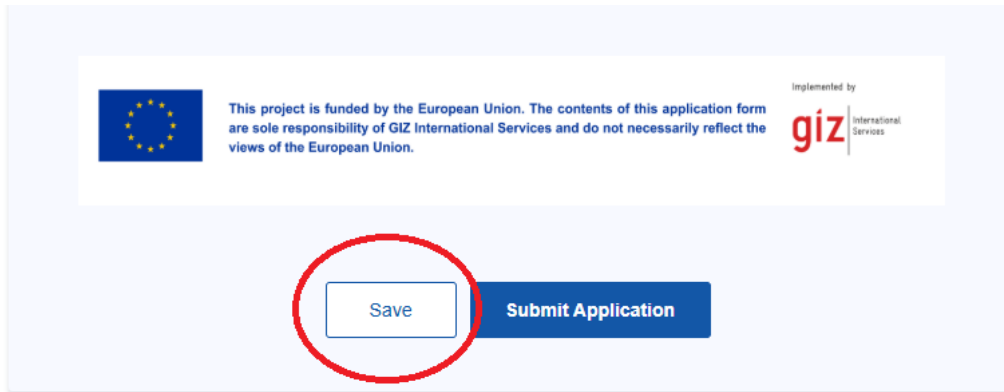 Implemented by
This project is funded by the European Union. The contents of this application form
are sole responsibility of GIZ International Services and do not necessarily reflect the
views of the European Union.
giz International
Services
Save
Submit Application